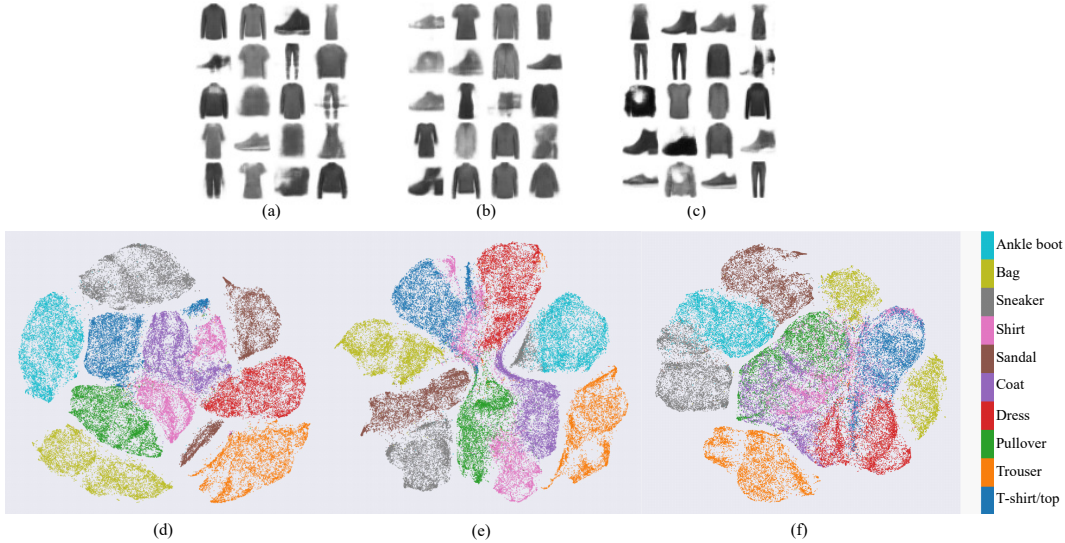 (a)
(b)
(c)
Ankle boot
Bag
Sneaker
Shirt
Sandal
Coat
Dress
Pullover
Trouser
T-shirt/top
(d)
(e)
(f)